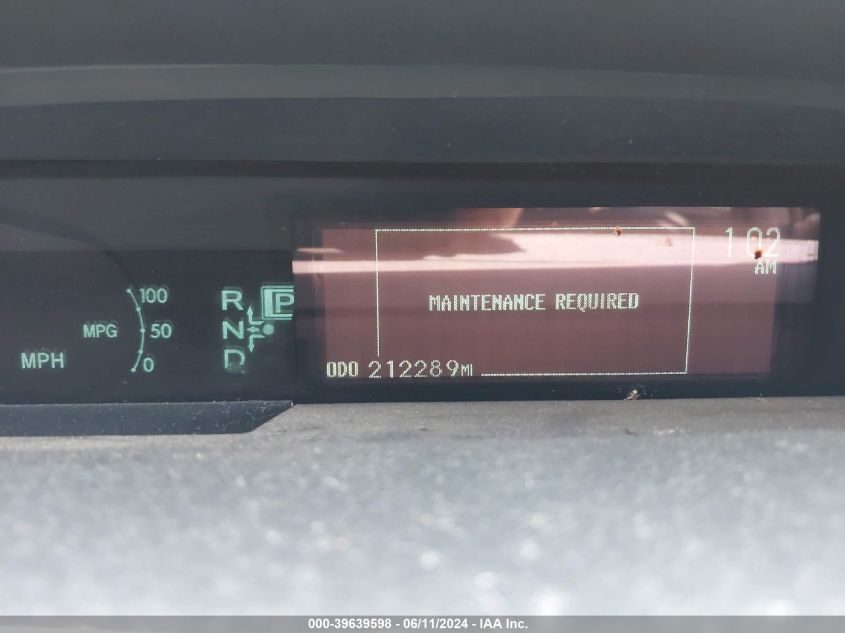 1 02
AM
100
R P
MAINTENANCE REQUIRED
MPG 50 N
MPH 0 D
ODO 212289MI
000-39639598 - 06/11/2024 - IAA Inc.